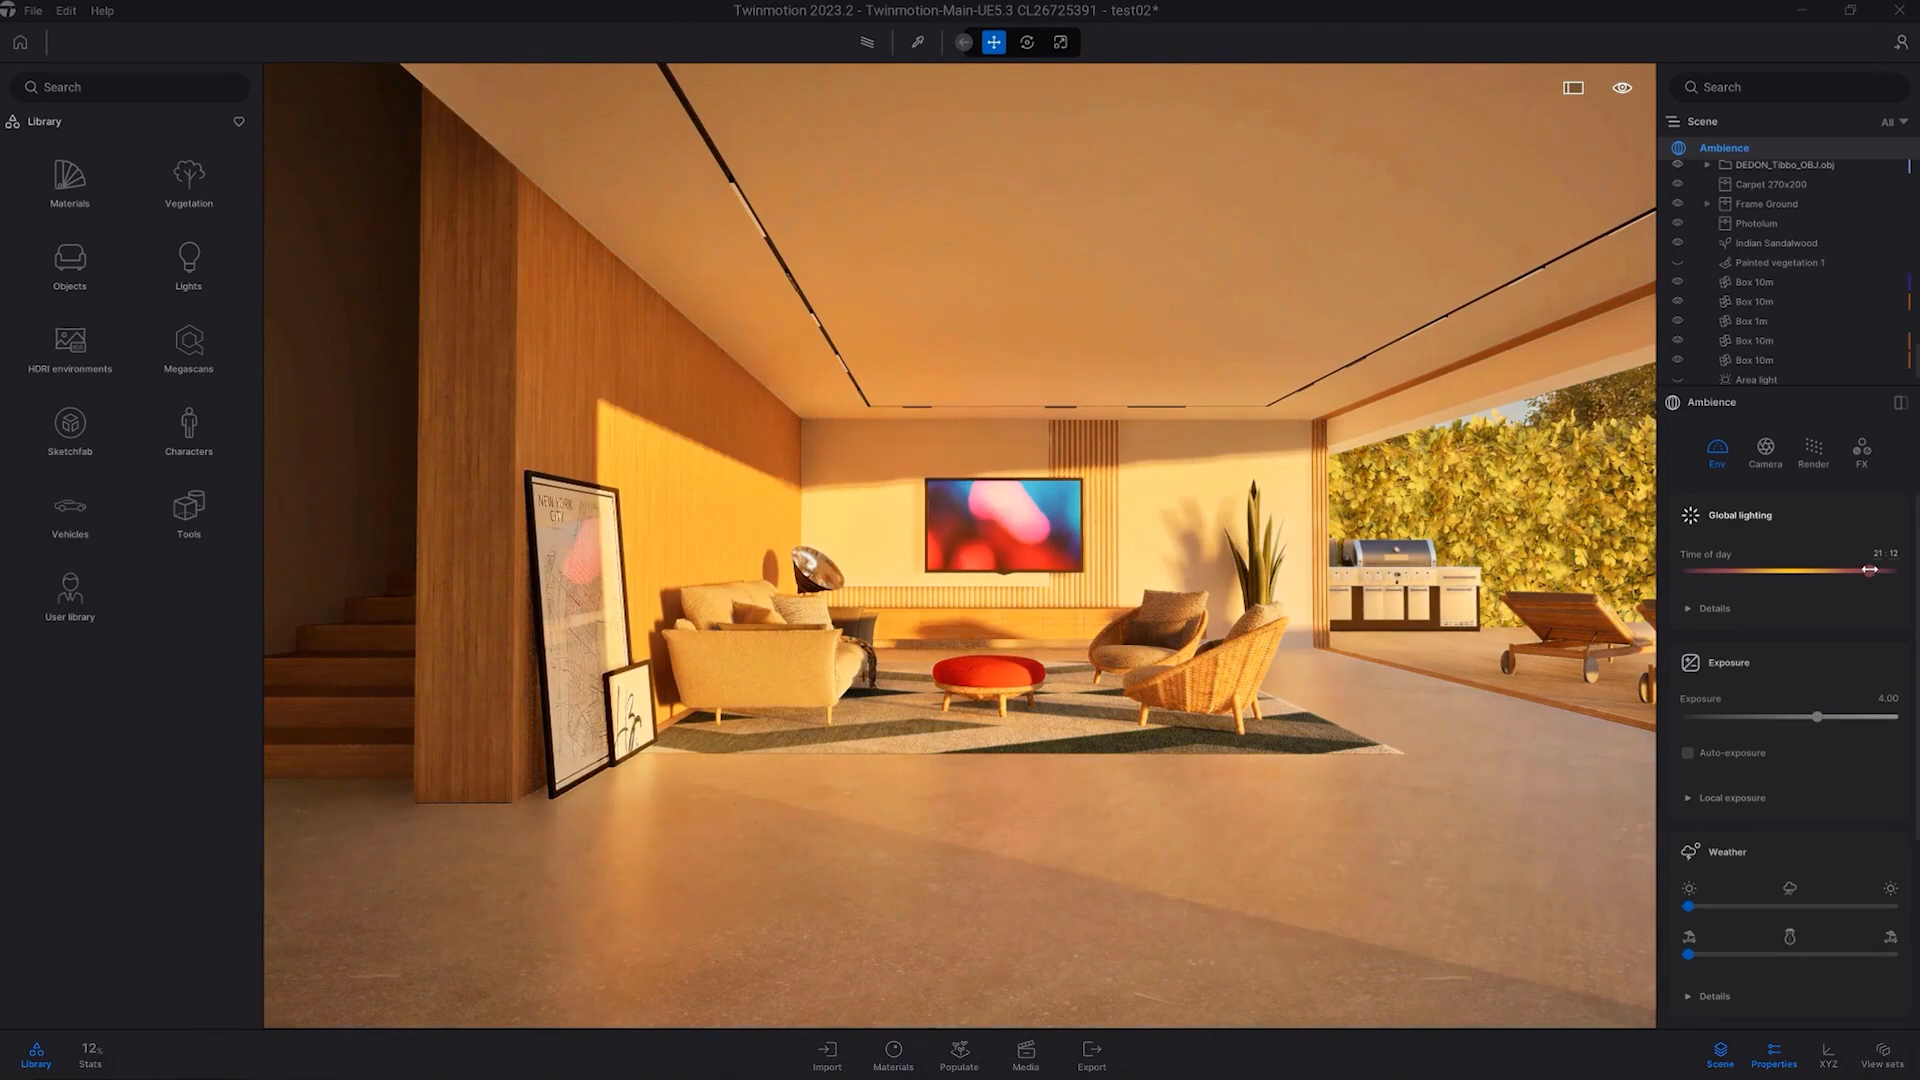 File Edit Help
Twinmotion 2023.2 - Twinmotion-Main-UE5.3 CL26725391 - test02*
Search
Library
Materials
Vegetation
Objects
Lights
HDRI environments
Megascans
Sketchfab
Characters
Vehicles
Tools
User library
NEW YORK
CITY
Search
Scene All
Ambience
DEDON_Tibbo_OBJ.obj
Carpet 270x200
Frame Ground
Photolum
Indian Sandalwood
Painted vegetation 1
Box 10m
Box 10m
Box 1m
Box 10m
Box 10m
Area light
Ambience
Env Camera Render FX
Global lighting
Time of day 21 : 12
Details
Exposure
Exposure 4.00
Auto-exposure
Local exposure
Weather
Details
Library
12%
Stats
Import Materials Populate Media Export
Scene Properties XYZ View sets